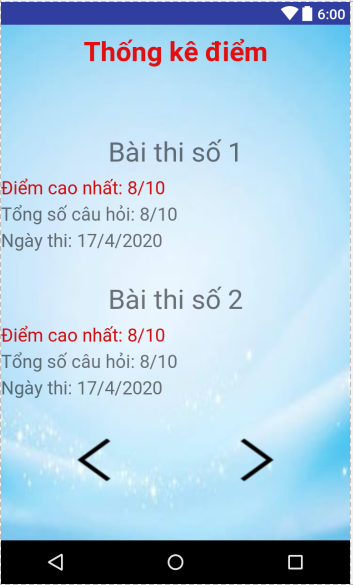 6:00
Thống kê điểm
Bài thi số 1
Điểm cao nhất: 8/10
Tổng số câu hỏi: 8/10
Ngày thi: 17/4/2020
Bài thi số 2
Điểm cao nhất: 8/10
Tổng số câu hỏi: 8/10
Ngày thi: 17/4/2020